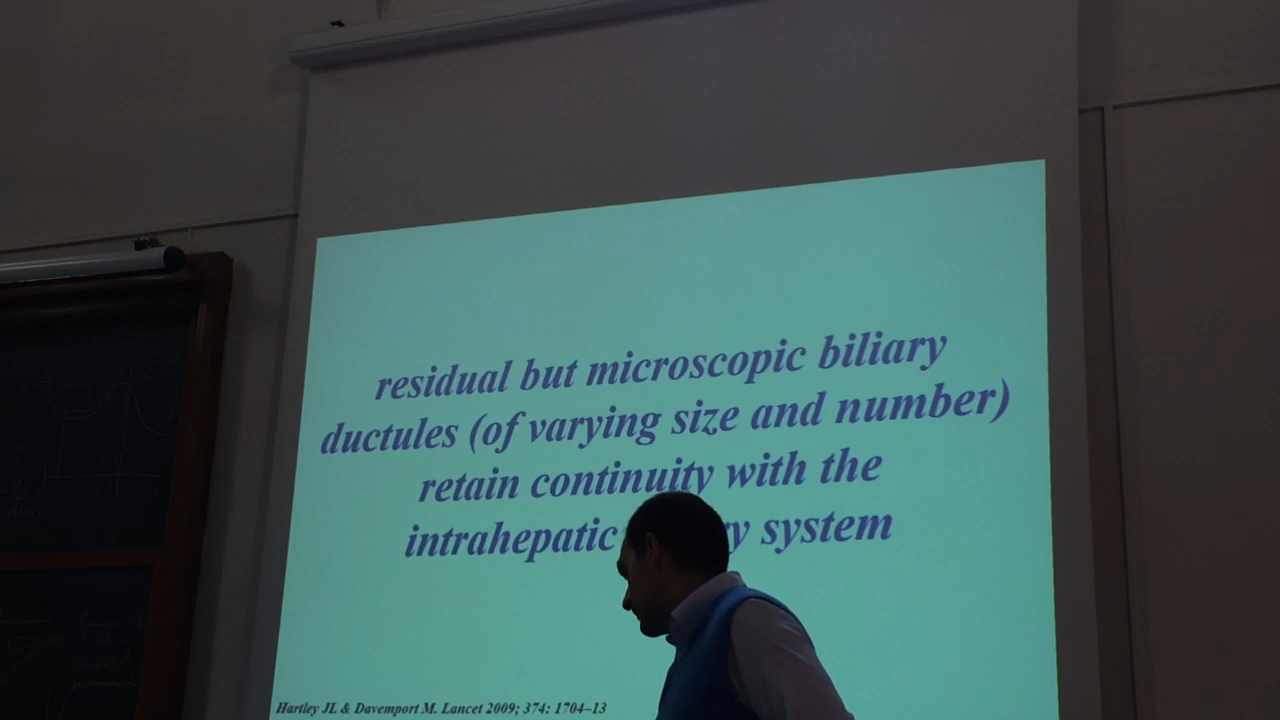 residual but microscopic biliary
ductules (of varying size and number)
retain continuity with the
intrahepatic system
Hartley JL & Davemport M. Lancet 2009; 374: 1704–13